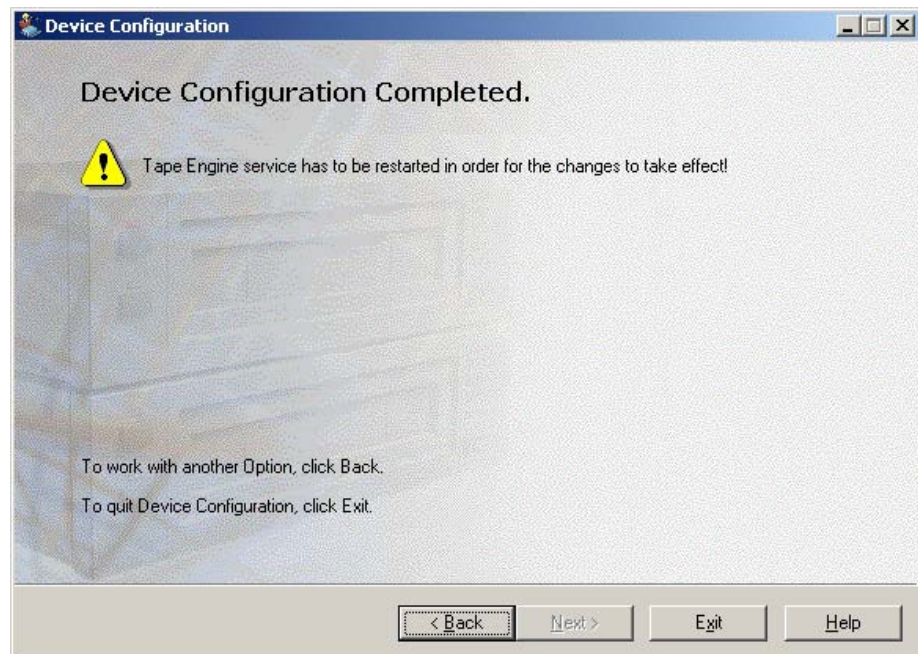 Device Configuration
Device Configuration Completed.
Tape Engine service has to be restarted in order for the changes to take effect!
To work with another Option, click Back.
To quit Device Configuration, click Exit.
< Back Next > Exit Help